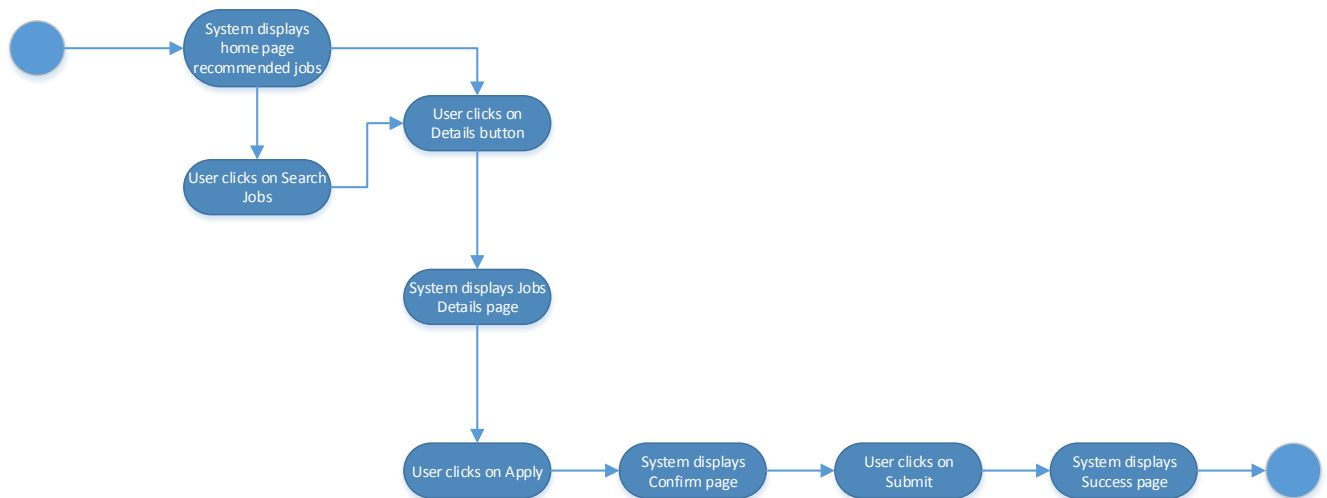 System displays
home page
recommended jobs
User clicks on
Details button
User clicks on Search
Jobs
System displays Jobs
Details page
User clicks on Apply
System displays
Confirm page
User clicks on
Submit
System displays
Success page